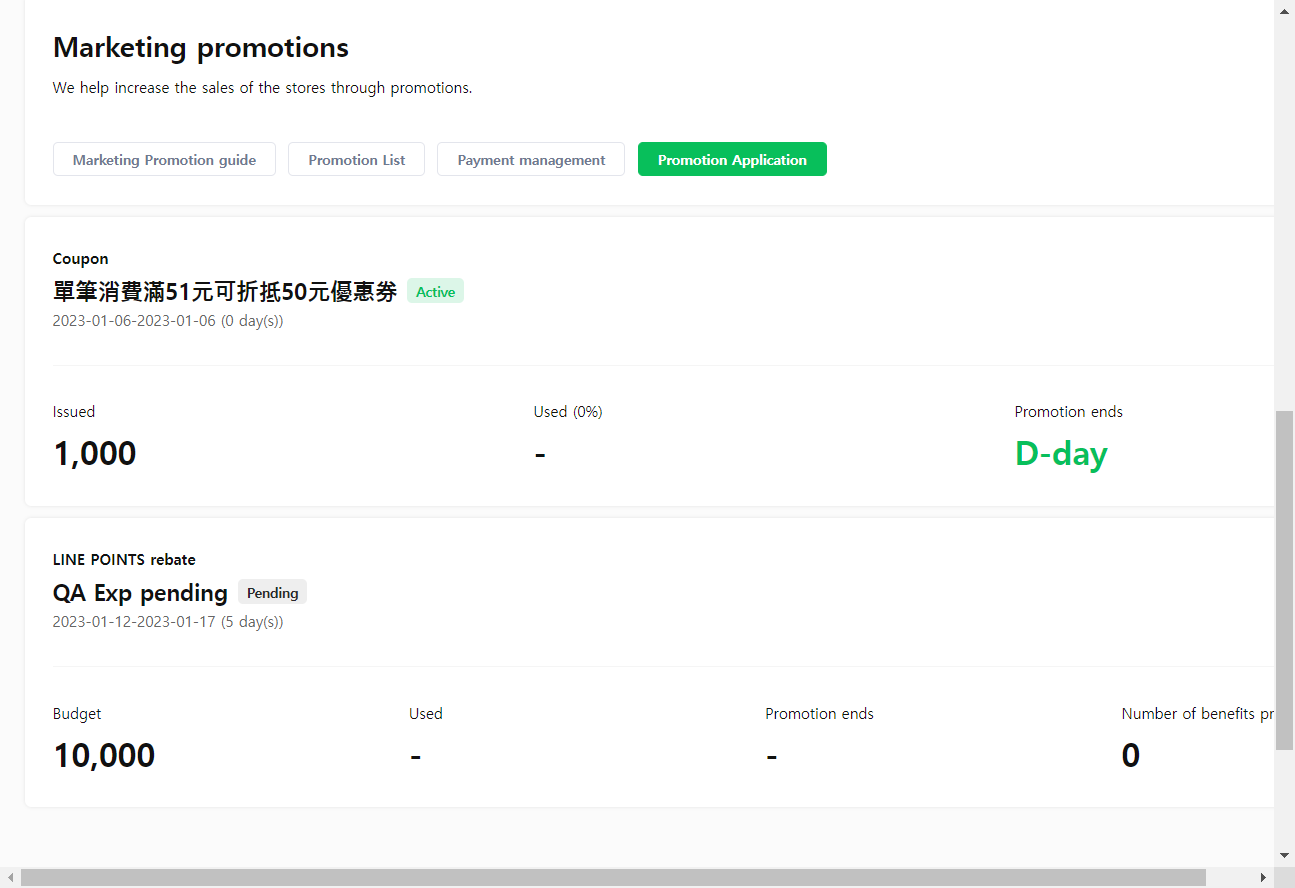 Marketing promotions
We help increase the sales of the stores through promotions.
Marketing Promotion guide
Promotion List
Payment management
Promotion Application
Coupon
單筆消費滿51元可折抵50元優惠券 Active
2023-01-06-2023-01-06 (0 day(s))
Issued
1,000
Used (0%)
-
Promotion ends
D-day
LINE POINTS rebate
QA Exp pending Pending
2023-01-12-2023-01-17 (5 day(s))
Budget
10,000
Used
-
Promotion ends
-
Number of benefits
0